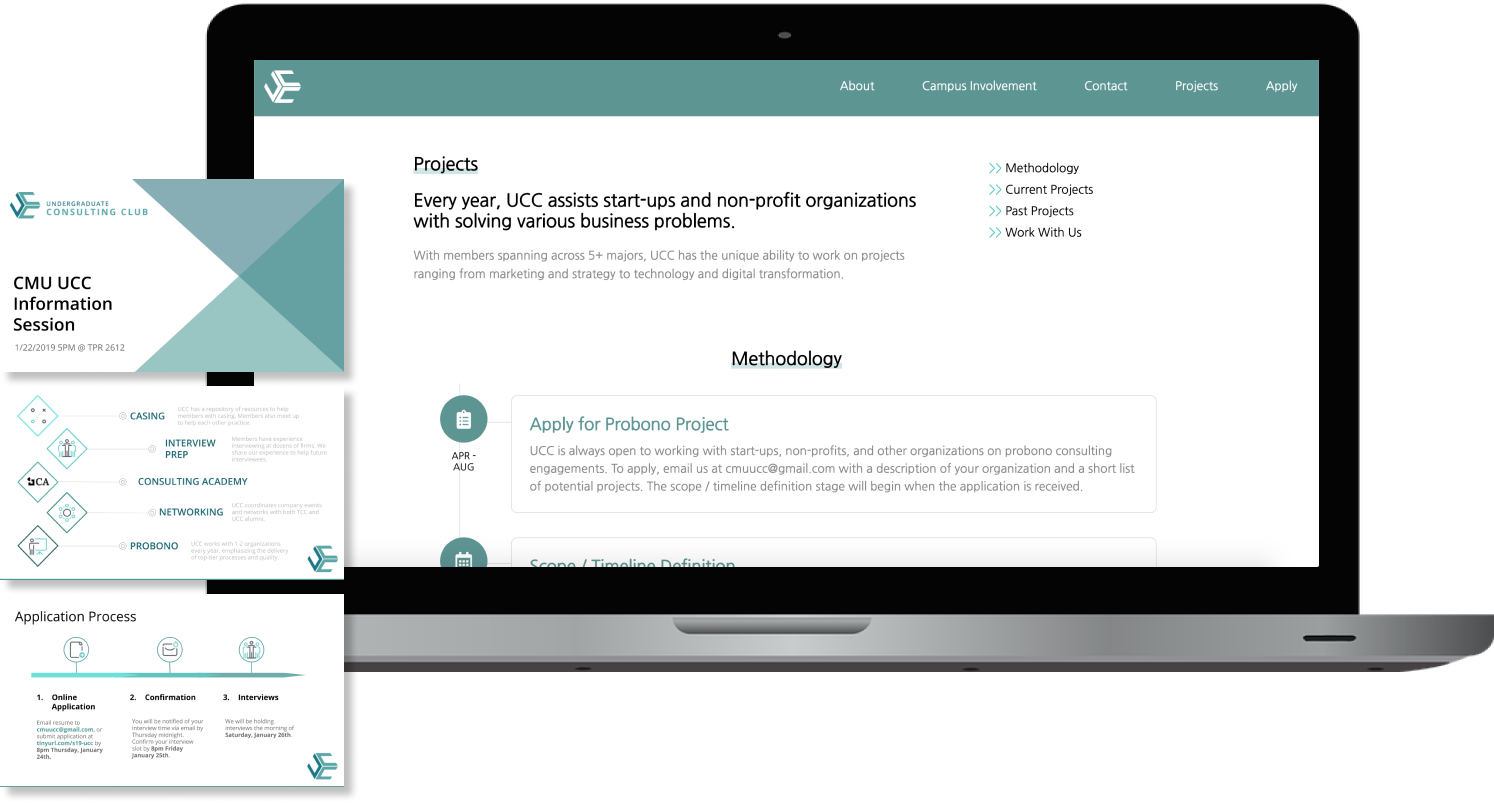 About
Campus Involvement
Contact
Projects
Apply
Projects
Every year, UCC assists start-ups and non-profit organizations
with solving various business problems.
With members spanning across 5+ majors, UCC has the unique ability to work on projects
ranging from marketing and strategy to technology and digital transformation.
Methodology
Current Projects
Past Projects
Work With Us
Methodology
APR -
AUG
Apply for Probono Project
UCC is always open to working with start-ups, non-profits, and other organizations on probono consulting
engagements. To apply, email us at cmuucc@gmail.com with a description of your organization and a short list
of potential projects. The scope / timeline definition stage will begin when the application is received.
Scope / Timeline Definition
UNDERGRADUATE
CONSULTING CLUB
CMU UCC
Information
Session
1/22/2019 5PM @ TPR 2612
CASING
UCC has a repository of resources to help
members with casing. Members also meet up
to help each other practice.
INTERVIEW
PREP
Members have experience
interviewing at dozens of firms. We
share our experience to help future
interviewees.
CA
CONSULTING ACADEMY
NETWORKING
UCC coordinates company events
and networks with both TCC and
UCC alumni.
PROBONO
UCC works with 1-2 organizations
every year, emphasizing the delivery
of top-tier processes and quality.
Application Process
1. Online
Application
Email resume to
cmuucc@gmail.com, or
submit application at
tinyurl.com/s19-ucc by
8pm Thursday, January
24th.
2. Confirmation
You will be notified of your
interview time via email by
Thursday midnight.
Confirm your interview
slot by 8pm Friday
January 25th.
3. Interviews
We will be holding
interviews the morning of
Saturday, January 26th.